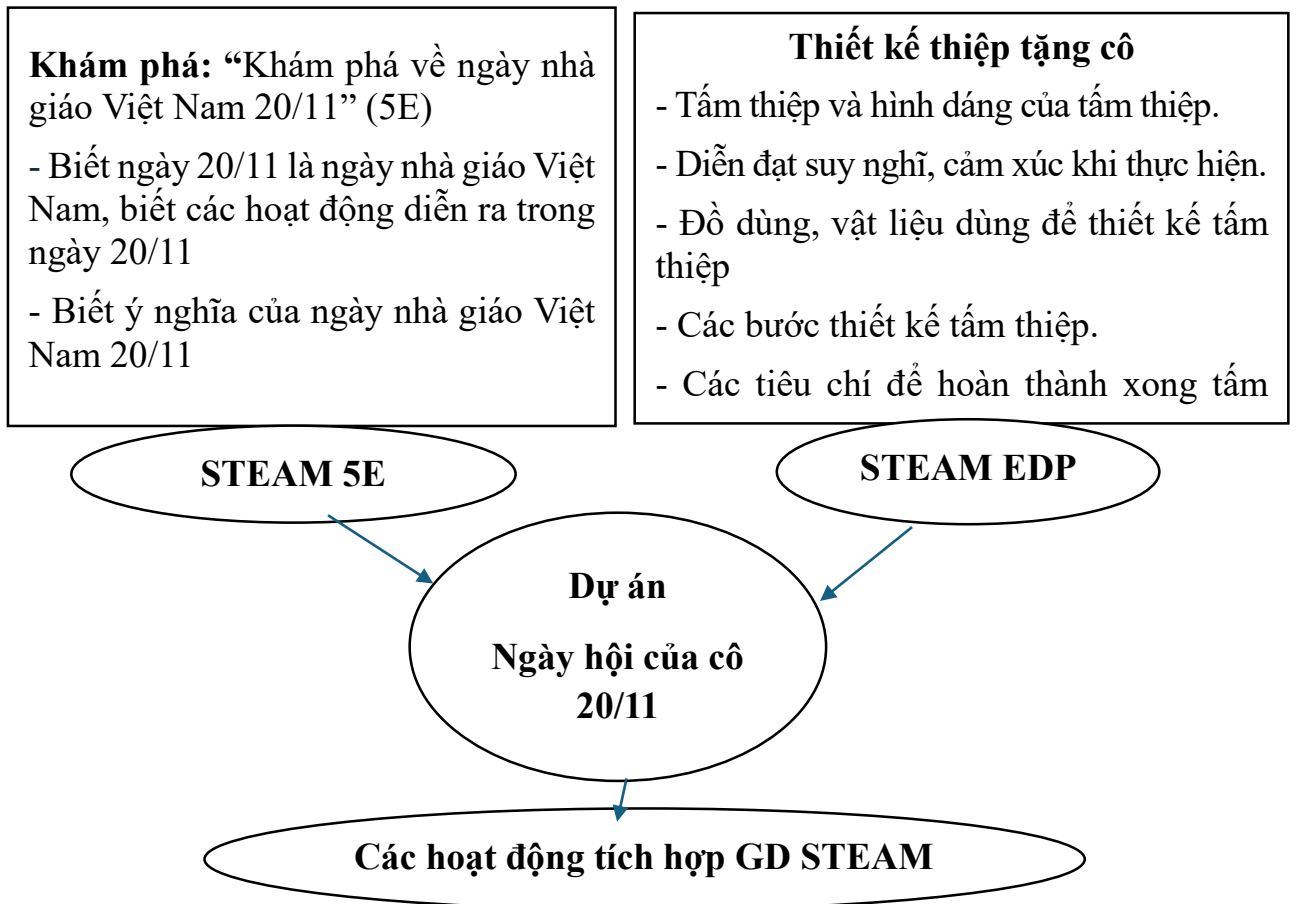 Khám phá: “Khám phá về ngày nhà
giáo Việt Nam 20/11” (5E)
- Biết ngày 20/11 là ngày nhà giáo Việt
Nam, biết các hoạt động diễn ra trong
ngày 20/11
- Biết ý nghĩa của ngày nhà giáo Việt
Nam 20/11
Thiết kế thiệp tặng cô
- Tấm thiệp và hình dáng của tấm thiệp.
- Diễn đạt suy nghĩ, cảm xúc khi thực hiện.
- Đồ dùng, vật liệu dùng để thiết kế tấm
thiệp
- Các bước thiết kế tấm thiệp.
- Các tiêu chí để hoàn thành xong tấm
STEAM 5E
STEAM EDP
Dự án
Ngày hội của cô
20/11
Các hoạt động tích hợp GD STEAM